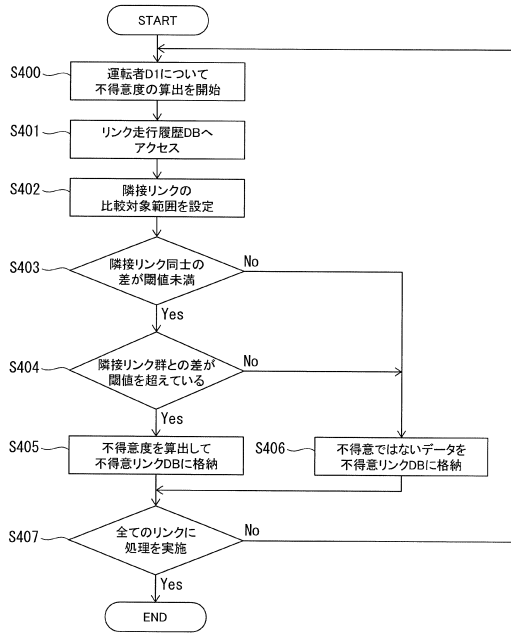 START
S400
運転者D1について
不得意度の算出を開始
S401
リンク走行履歴DBへ
アクセス
S402
隣接リンクの
比較対象範囲を設定
S403
隣接リンク同士の
差が閾値未満
No
Yes
S404
隣接リンク群との差が
閾値を超えている
No
Yes
S405
不得意度を算出して
不得意リンクDBに格納
S406
不得意ではないデータを
不得意リンクDBに格納
S407
全てのリンクに
処理を実施
No
Yes
END